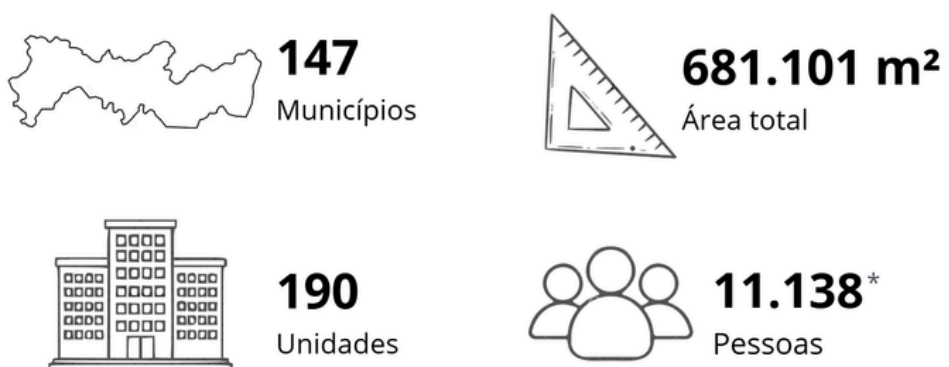 147
Municípios
681.101 m²
Área total
190
Unidades
11.138*
Pessoas